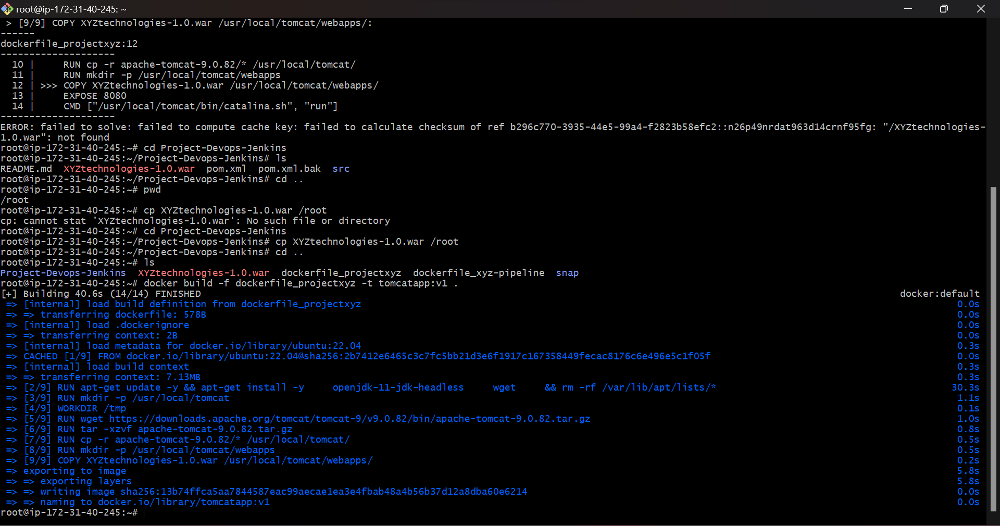 root@ip-172-31-40-245: ~
> [9/9] COPY XYZtechnologies-1.0.war /usr/local/tomcat/webapps/:
------
dockerfile_projectxyz:12
--------------------
10 |     RUN cp -r apache-tomcat-9.0.82/* /usr/local/tomcat/
11 |     RUN mkdir -p /usr/local/tomcat/webapps
12 | >>> COPY XYZtechnologies-1.0.war /usr/local/tomcat/webapps/
13 |     EXPOSE 8080
14 |     CMD ["/usr/local/tomcat/bin/catalina.sh", "run"]
--------------------
ERROR: failed to solve: failed to compute cache key: failed to calculate checksum of ref b296c770-3935-44e5-99a4-f2823b58efc2::n26p49nrdat963d14crnf95fg: "/XYZtechnologies-
1.0.war": not found
root@ip-172-31-40-245:~# cd Project-Devops-Jenkins
root@ip-172-31-40-245:~/Project-Devops-Jenkins# ls
README.md  XYZtechnologies-1.0.war  pom.xml  pom.xml.bak  src
root@ip-172-31-40-245:~/Project-Devops-Jenkins# cd ..
root@ip-172-31-40-245:~# pwd
/root
root@ip-172-31-40-245:~# cp XYZtechnologies-1.0.war /root
cp: cannot stat 'XYZtechnologies-1.0.war': No such file or directory
root@ip-172-31-40-245:~# cd Project-Devops-Jenkins
root@ip-172-31-40-245:~/Project-Devops-Jenkins# cp XYZtechnologies-1.0.war /root
root@ip-172-31-40-245:~/Project-Devops-Jenkins# cd ..
root@ip-172-31-40-245:~# ls
Project-Devops-Jenkins  XYZtechnologies-1.0.war  dockerfile_projectxyz  dockerfile_xyz-pipeline  snap
root@ip-172-31-40-245:~# docker build -f dockerfile_projectxyz -t tomcatapp:v1 .
[+] Building 40.6s (14/14) FINISHED docker:default
=> [internal] load build definition from dockerfile_projectxyz 0.0s
=> => transferring dockerfile: 578B 0.0s
=> [internal] load .dockerignore 0.0s
=> => transferring context: 2B 0.0s
=> [internal] load metadata for docker.io/library/ubuntu:22.04 0.3s
=> CACHED [1/9] FROM docker.io/library/ubuntu:22.04@sha256:2b7412e6465c3c7fc5bb21d3e6f1917c167358449fecac8176c6e496e5c1f05f 0.0s
=> [internal] load build context 0.3s
=> => transferring context: 7.13MB 0.3s
=> [2/9] RUN apt-get update -y && apt-get install -y     openjdk-11-jdk-headless     wget     && rm -rf /var/lib/apt/lists/* 30.3s
=> [3/9] RUN mkdir -p /usr/local/tomcat 1.1s
=> [4/9] WORKDIR /tmp 0.1s
=> [5/9] RUN wget https://downloads.apache.org/tomcat/tomcat-9/v9.0.82/bin/apache-tomcat-9.0.82.tar.gz 1.0s
=> [6/9] RUN tar -xzvf apache-tomcat-9.0.82.tar.gz 0.8s
=> [7/9] RUN cp -r apache-tomcat-9.0.82/* /usr/local/tomcat/ 0.5s
=> [8/9] RUN mkdir -p /usr/local/tomcat/webapps 0.5s
=> [9/9] COPY XYZtechnologies-1.0.war /usr/local/tomcat/webapps/ 0.2s
=> exporting to image 5.8s
=> => exporting layers 5.8s
=> => writing image sha256:13b74ffca5aa7844587eac99aecae1ea3e4fbab48a4b56b37d12a8dba60e6214 0.0s
=> => naming to docker.io/library/tomcatapp:v1 0.0s
root@ip-172-31-40-245:~#